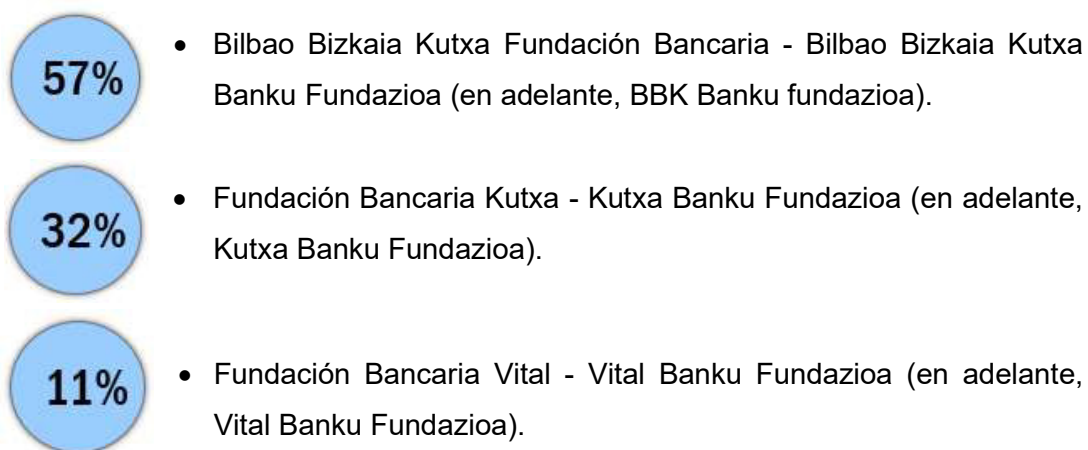 57%
• Bilbao Bizkaia Kutxa Fundación Bancaria - Bilbao Bizkaia Kutxa
Banku Fundazioa (en adelante, BBK Banku fundazioa).
32%
• Fundación Bancaria Kutxa - Kutxa Banku Fundazioa (en adelante,
Kutxa Banku Fundazioa).
11%
• Fundación Bancaria Vital - Vital Banku Fundazioa (en adelante,
Vital Banku Fundazioa).